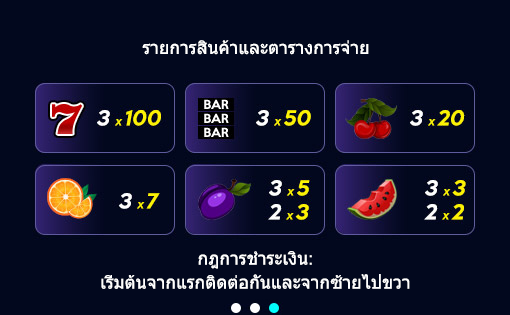 รายการสินค้าและตารางการจ่าย
7 3 x100
BAR
BAR
BAR
3 x50
3 x20
3 x7
3 x5
2 x3
3 x3
2 x2
กฎการชำระเงิน:
เริ่มต้นจากแรกติดต่อกันและจากซ้ายไปขวา